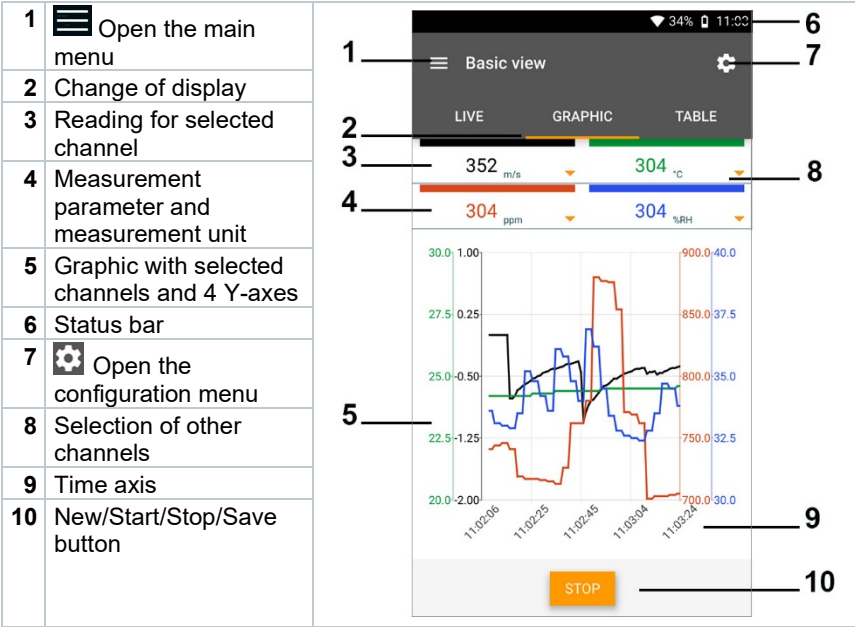 1 Open the main
menu
2 Change of display
3 Reading for selected
channel
4 Measurement
parameter and
measurement unit
5 Graphic with selected
channels and 4 Y-axes
6 Status bar
7 Open the
configuration menu
8 Selection of other
channels
9 Time axis
10 New/Start/Stop/Save
button
34% 11:00 6
1 Basic view 7
LIVE GRAPHIC TABLE
2
3 352 m/s 304 °C 8
4 304 ppm 304 %RH
30.0 1.00 900.0 40.0
27.5 0.25 850.0 37.5
25.0 -0.50 800.0 35.0
5
22.5 -1.25 750.0 32.5
20.0 -2.00 700.0 30.0
11:02:06 11:02:25 11:02:45 11:03:04 11:03:24 9
STOP 10